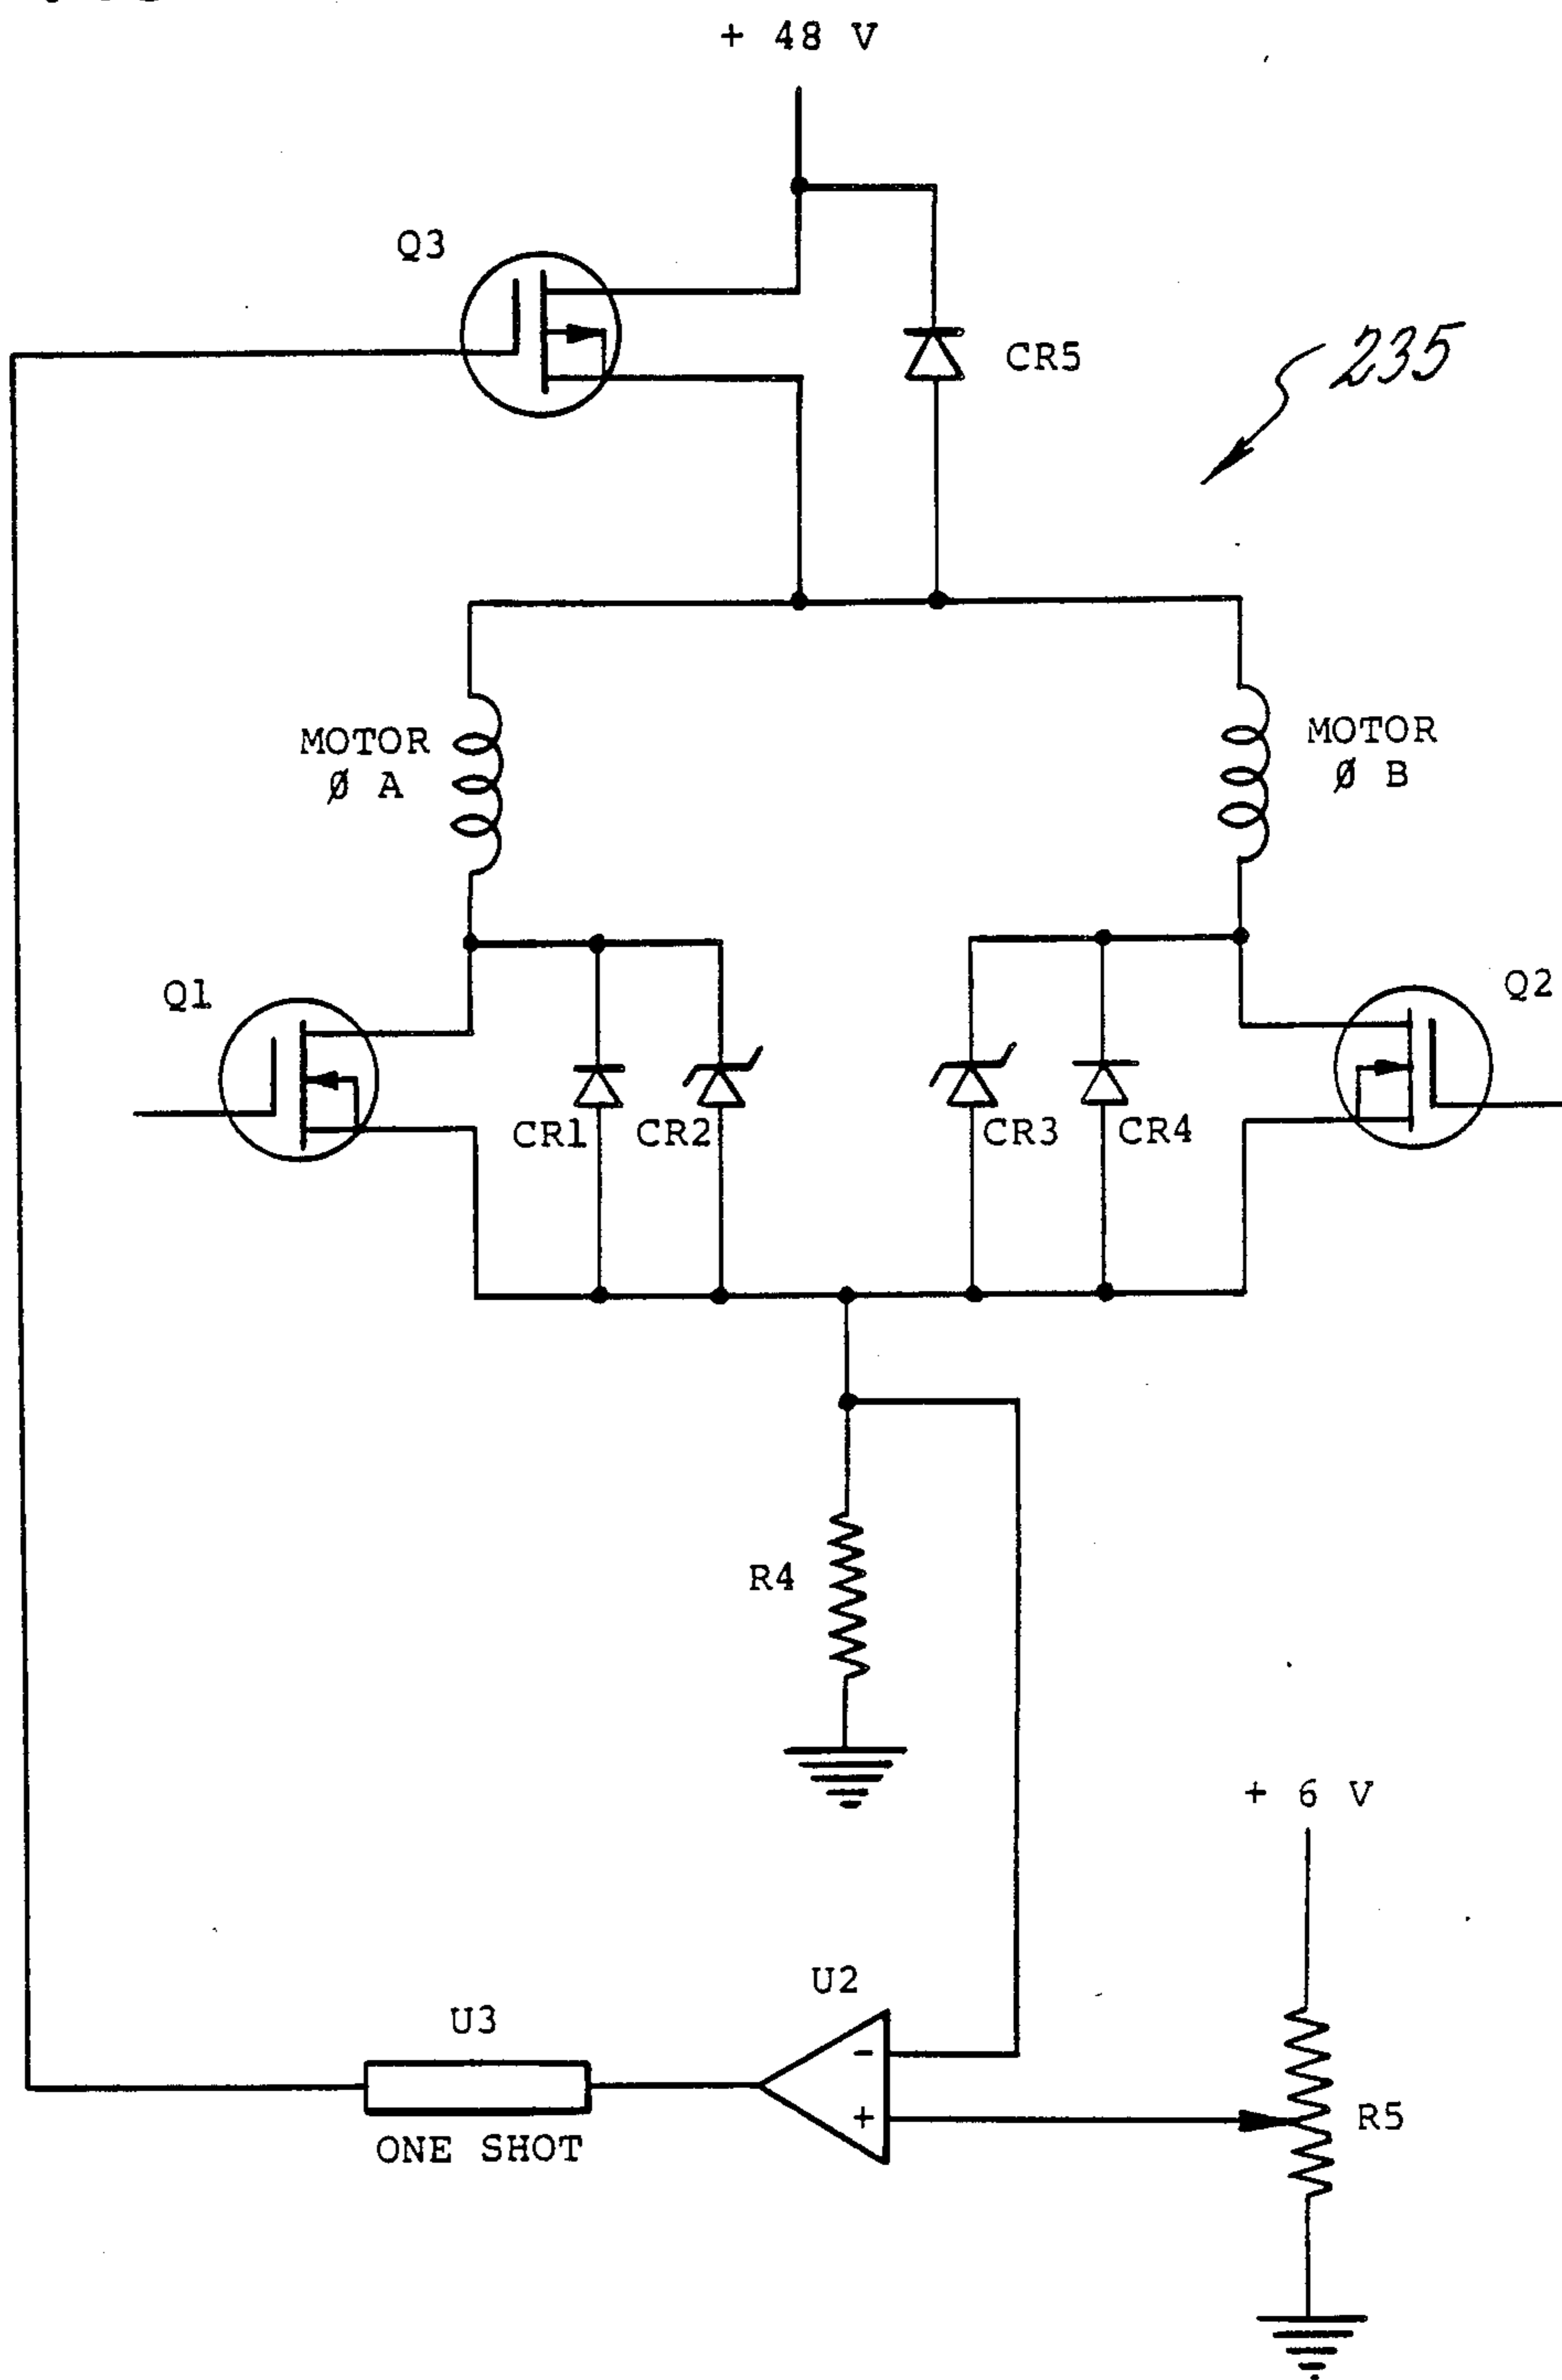 + 48 V
Q3
CR5
235
MOTOR
Ø A
MOTOR
Ø B
Q1
Q2
CR1
CR2
CR3
CR4
R4
+ 6 V
U2
U3
-
+
R5
ONE SHOT